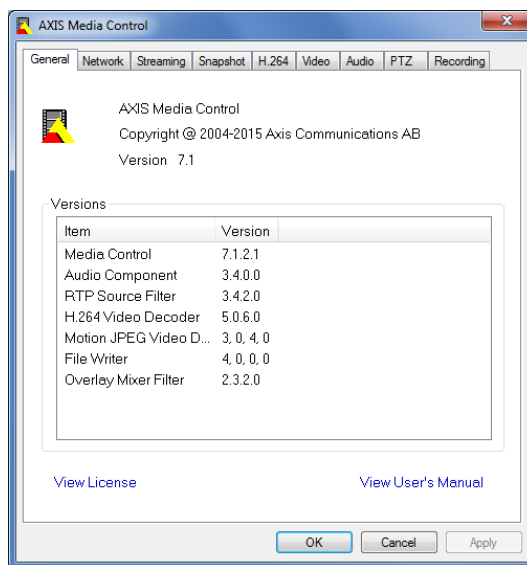 AXIS Media Control
General Network Streaming Snapshot H.264 Video Audio PTZ Recording
AXIS Media Control
Copyright @ 2004-2015 Axis Communications AB
Version 7.1
Versions
Item Version
Media Control 7.1.2.1
Audio Component 3.4.0.0
RTP Source Filter 3.4.2.0
H.264 Video Decoder 5.0.6.0
Motion JPEG Video D... 3, 0, 4, 0
File Writer 4, 0, 0, 0
Overlay Mixer Filter 2.3.2.0
View License View User's Manual
OK Cancel Apply